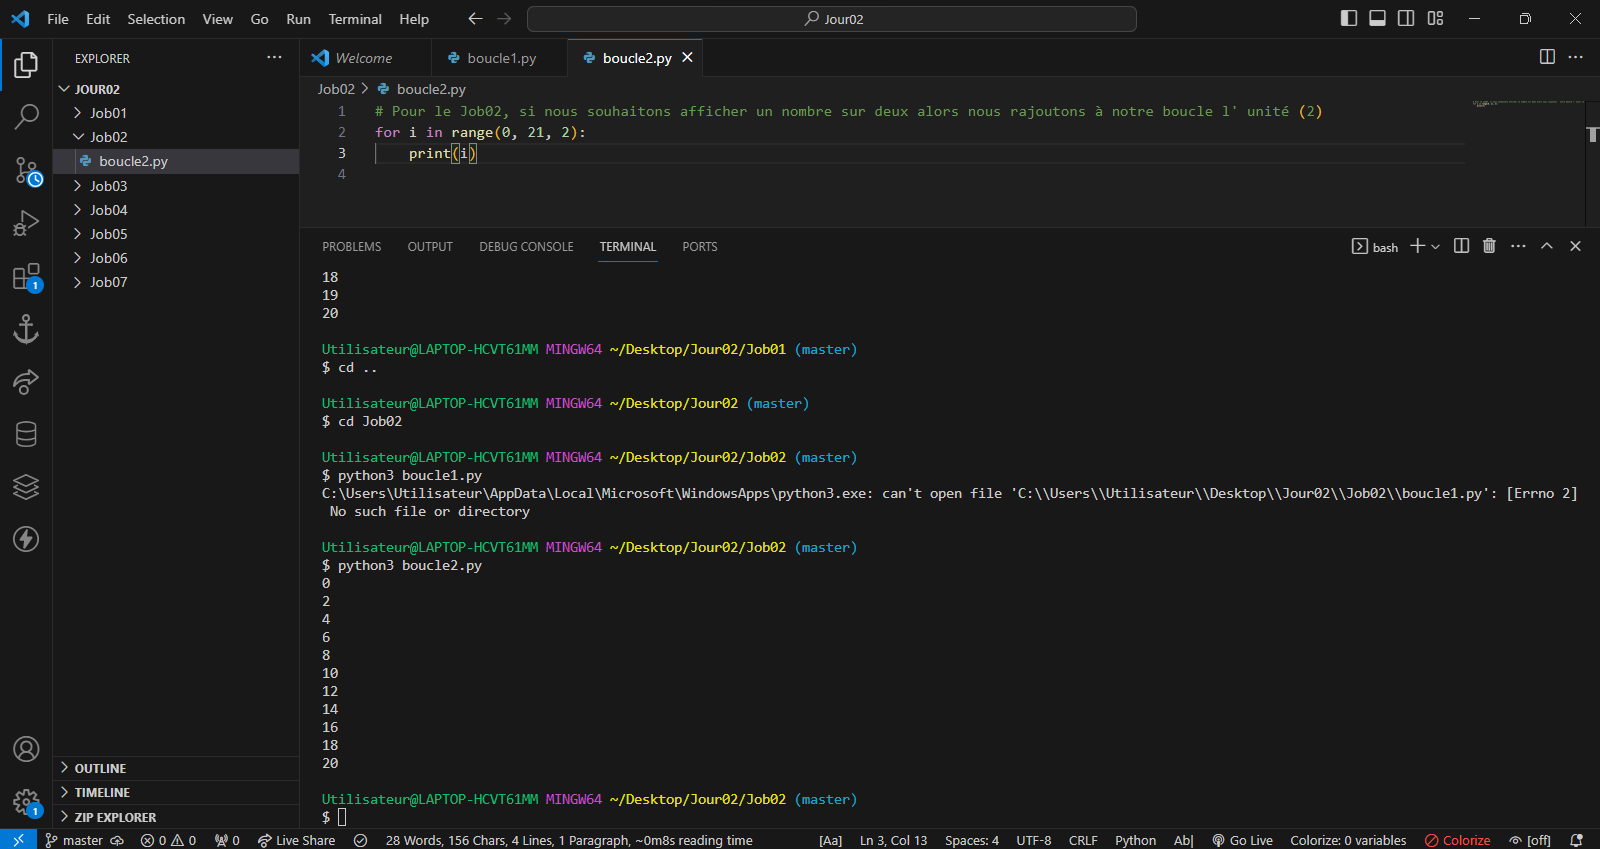 File Edit Selection View Go Run Terminal Help
Jour02
EXPLORER
JOUR02
Job01
Job02
boucle2.py
Job03
Job04
Job05
Job06
Job07
OUTLINE
TIMELINE
ZIP EXPLORER
Welcome boucle1.py boucle2.py
Job02 > boucle2.py
1 # Pour le Job02, si nous souhaitons afficher un nombre sur deux alors nous rajoutons à notre boucle l' unité (2)
2 for i in range(0, 21, 2):
3 print(i)
4
PROBLEMS OUTPUT DEBUG CONSOLE TERMINAL PORTS
bash
18
19
20
Utilisateur@LAPTOP-HCVT61MM MINGW64 ~/Desktop/Jour02/Job01 (master)
$ cd ..
Utilisateur@LAPTOP-HCVT61MM MINGW64 ~/Desktop/Jour02 (master)
$ cd Job02
Utilisateur@LAPTOP-HCVT61MM MINGW64 ~/Desktop/Jour02/Job02 (master)
$ python3 boucle1.py
C:\Users\Utilisateur\AppData\Local\Microsoft\WindowsApps\python3.exe: can't open file 'C:\\Users\\Utilisateur\\Desktop\\Jour02\\Job02\\boucle1.py': [Errno 2]
No such file or directory
Utilisateur@LAPTOP-HCVT61MM MINGW64 ~/Desktop/Jour02/Job02 (master)
$ python3 boucle2.py
0
2
4
6
8
10
12
14
16
18
20
Utilisateur@LAPTOP-HCVT61MM MINGW64 ~/Desktop/Jour02/Job02 (master)
$
1
1
master 0 0 0 Live Share 28 Words, 156 Chars, 4 Lines, 1 Paragraph, ~0m8s reading time [Aa] Ln 3, Col 13 Spaces: 4 UTF-8 CRLF Python Ab| Go Live Colorize: 0 variables Colorize [off]